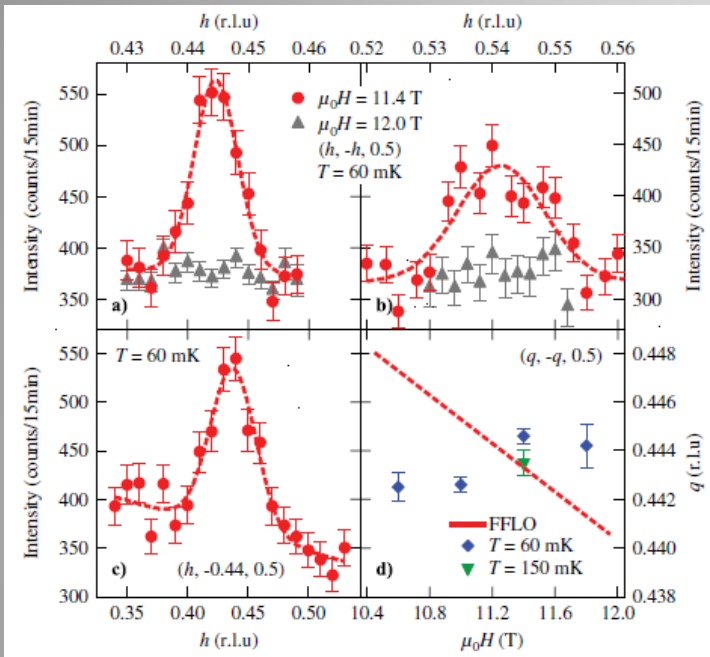 h (r.l.u)
h (r.l.u)
0.43 0.44 0.45 0.46 0.52 0.53 0.54 0.55 0.56
Intensity (counts/15min)
550
500
450
400
350
μ₀H = 11.4 T
μ₀H = 12.0 T
(h, -h, 0.5)
T = 60 mK
a)
b)
500
450
400
350
300
Intensity (counts/15min)
Intensity (counts/15min)
550
500
450
400
350
300
T = 60 mK
c)
(h, -0.44, 0.5)
(q, -q, 0.5)
FFLO
T = 60 mK
T = 150 mK
d)
0.448
0.446
0.444
0.442
0.440
0.438
q (r.l.u)
0.35 0.40 0.45 0.50 10.4 10.8 11.2 11.6 12.0
h (r.l.u)
μ₀H (T)